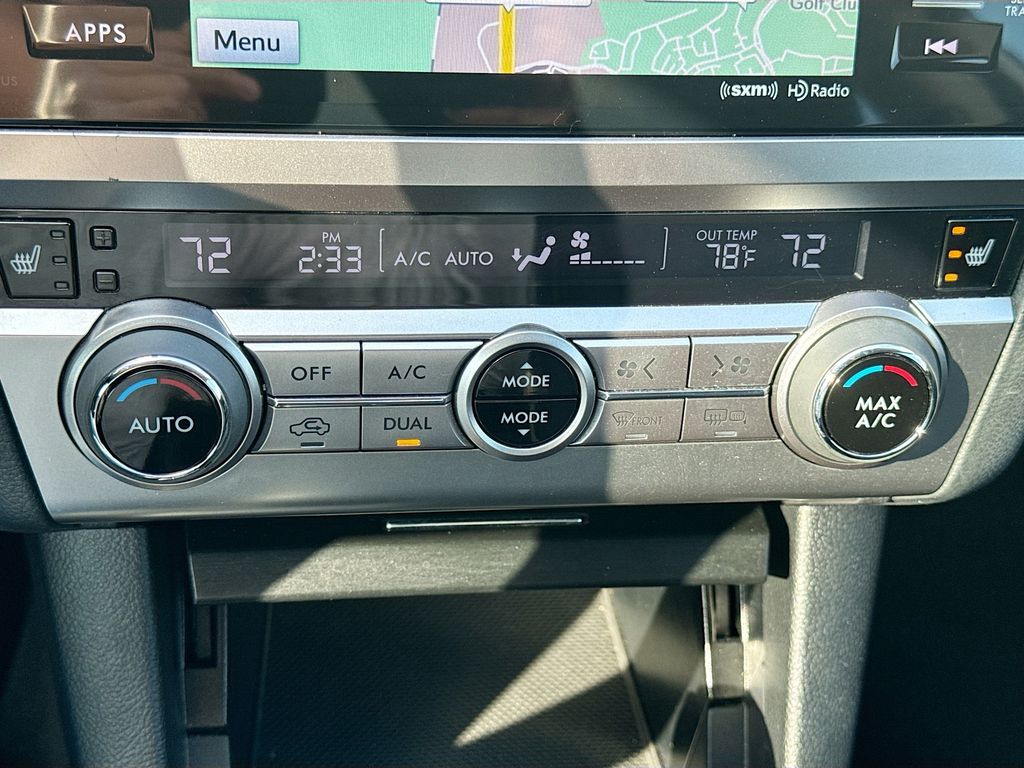 APPS
Menu
Golf Clu
((sxm)) HD Radio
72
PM
2:33
A/C AUTO
OUT TEMP
78°F
72
OFF
A/C
MODE
MODE
DUAL
FRONT
AUTO
MAX
A/C